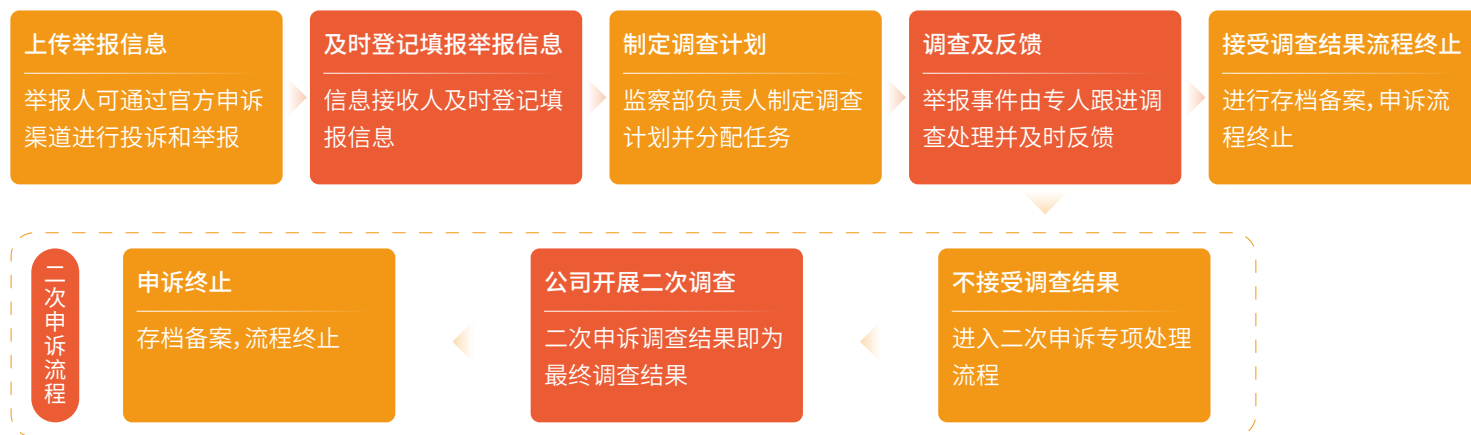 上传举报信息
举报人可通过官方申诉
渠道进行投诉和举报
及时登记填报举报信息
信息接收人及时登记填
报信息
制定调查计划
监察部负责人制定调查
计划并分配任务
调查及反馈
举报事件由专人跟进调
查处理并及时反馈
接受调查结果流程终止
进行存档备案，申诉流
程终止
二次申诉流程
不接受调查结果
进入二次申诉专项处理
流程
公司开展二次调查
二次申诉调查结果即为
最终调查结果
申诉终止
存档备案，流程终止